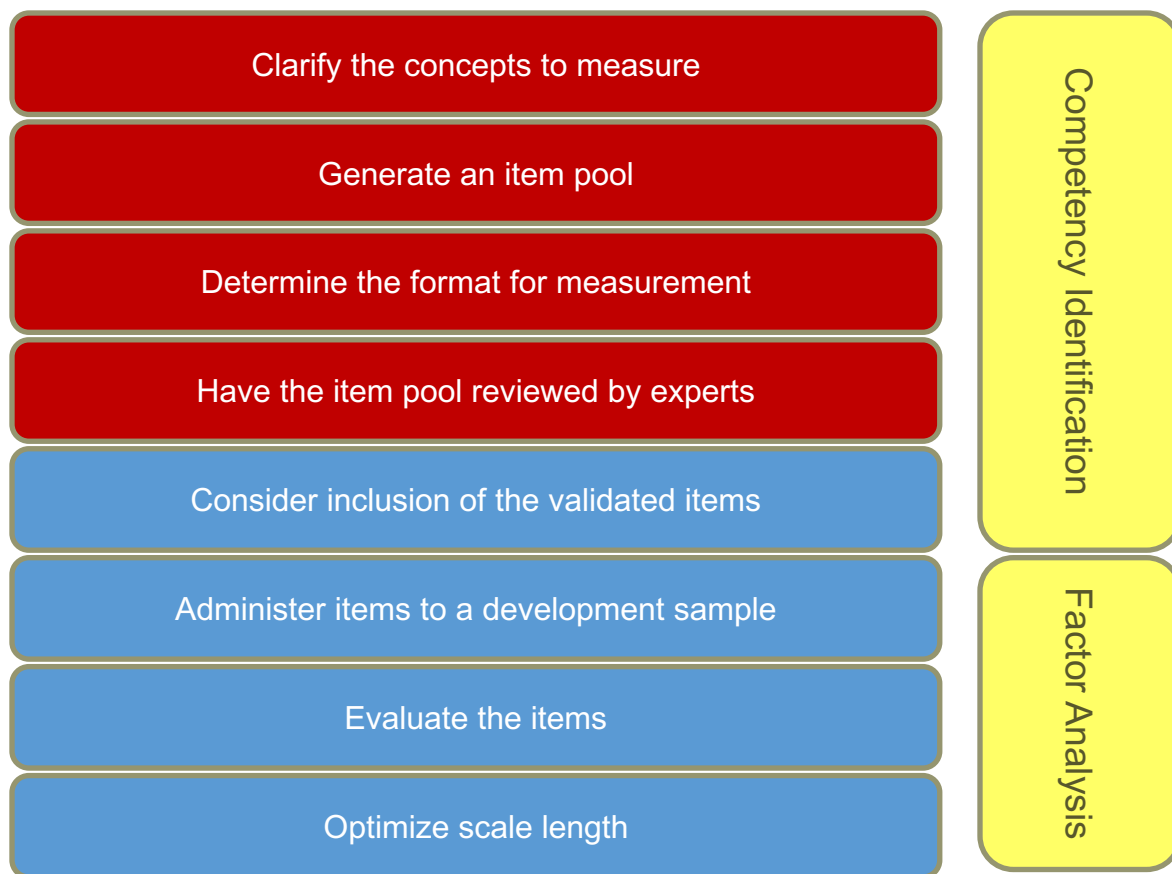 Clarify the concepts to measure
Generate an item pool
Determine the format for measurement
Have the item pool reviewed by experts
Consider inclusion of the validated items
Administer items to a development sample
Evaluate the items
Optimize scale length
Competency Identification
Factor Analysis